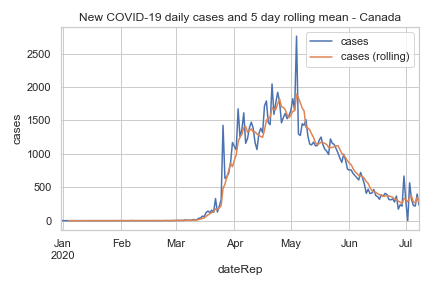 New COVID-19 daily cases and 5 day rolling mean - Canada
cases
cases (rolling)
2500
2000
1500
1000
500
0
cases
Jan
2020
Feb
Mar
Apr
May
Jun
Jul
dateRep